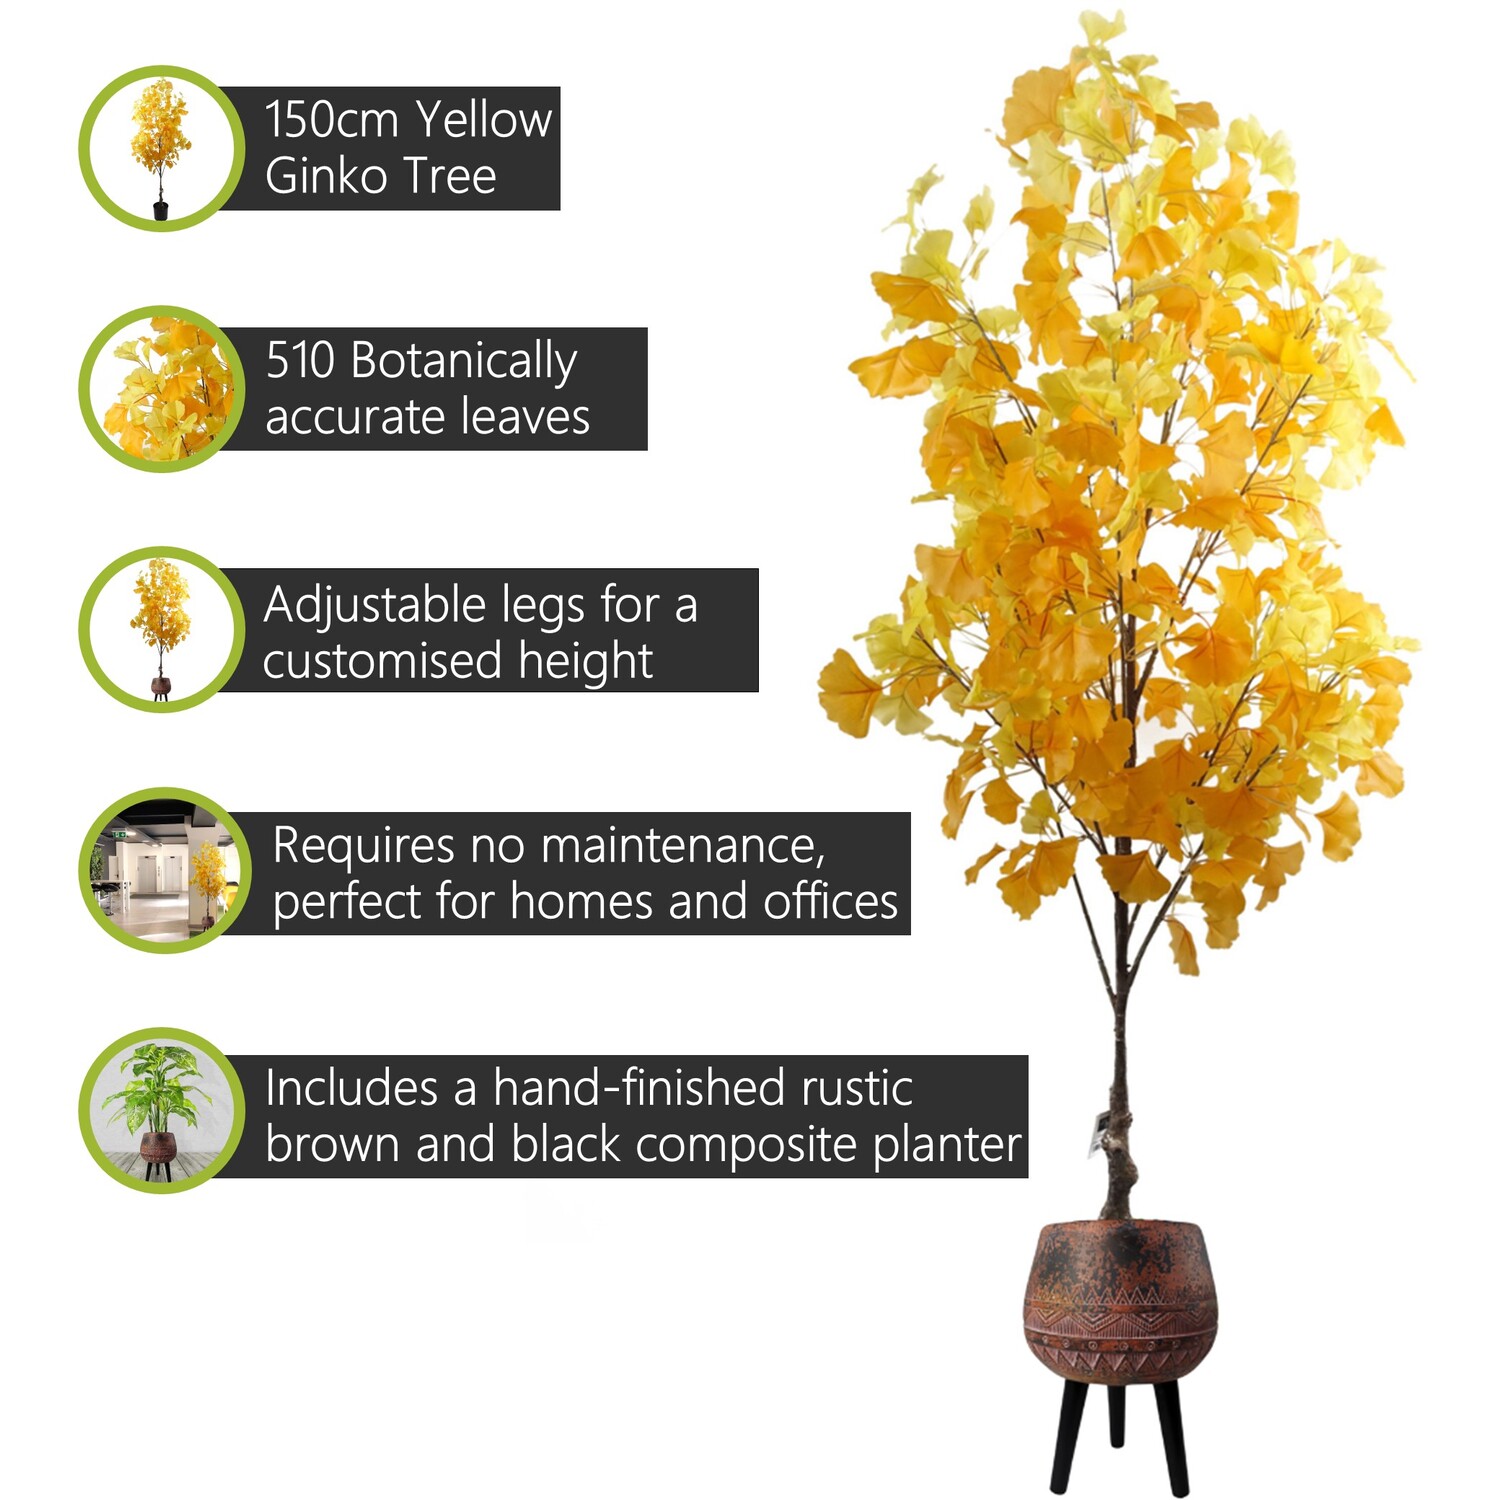 150cm Yellow
Ginko Tree
510 Botanically
accurate leaves
Adjustable legs for a
customised height
Requires no maintenance,
perfect for homes and offices
Includes a hand-finished rustic
brown and black composite planter